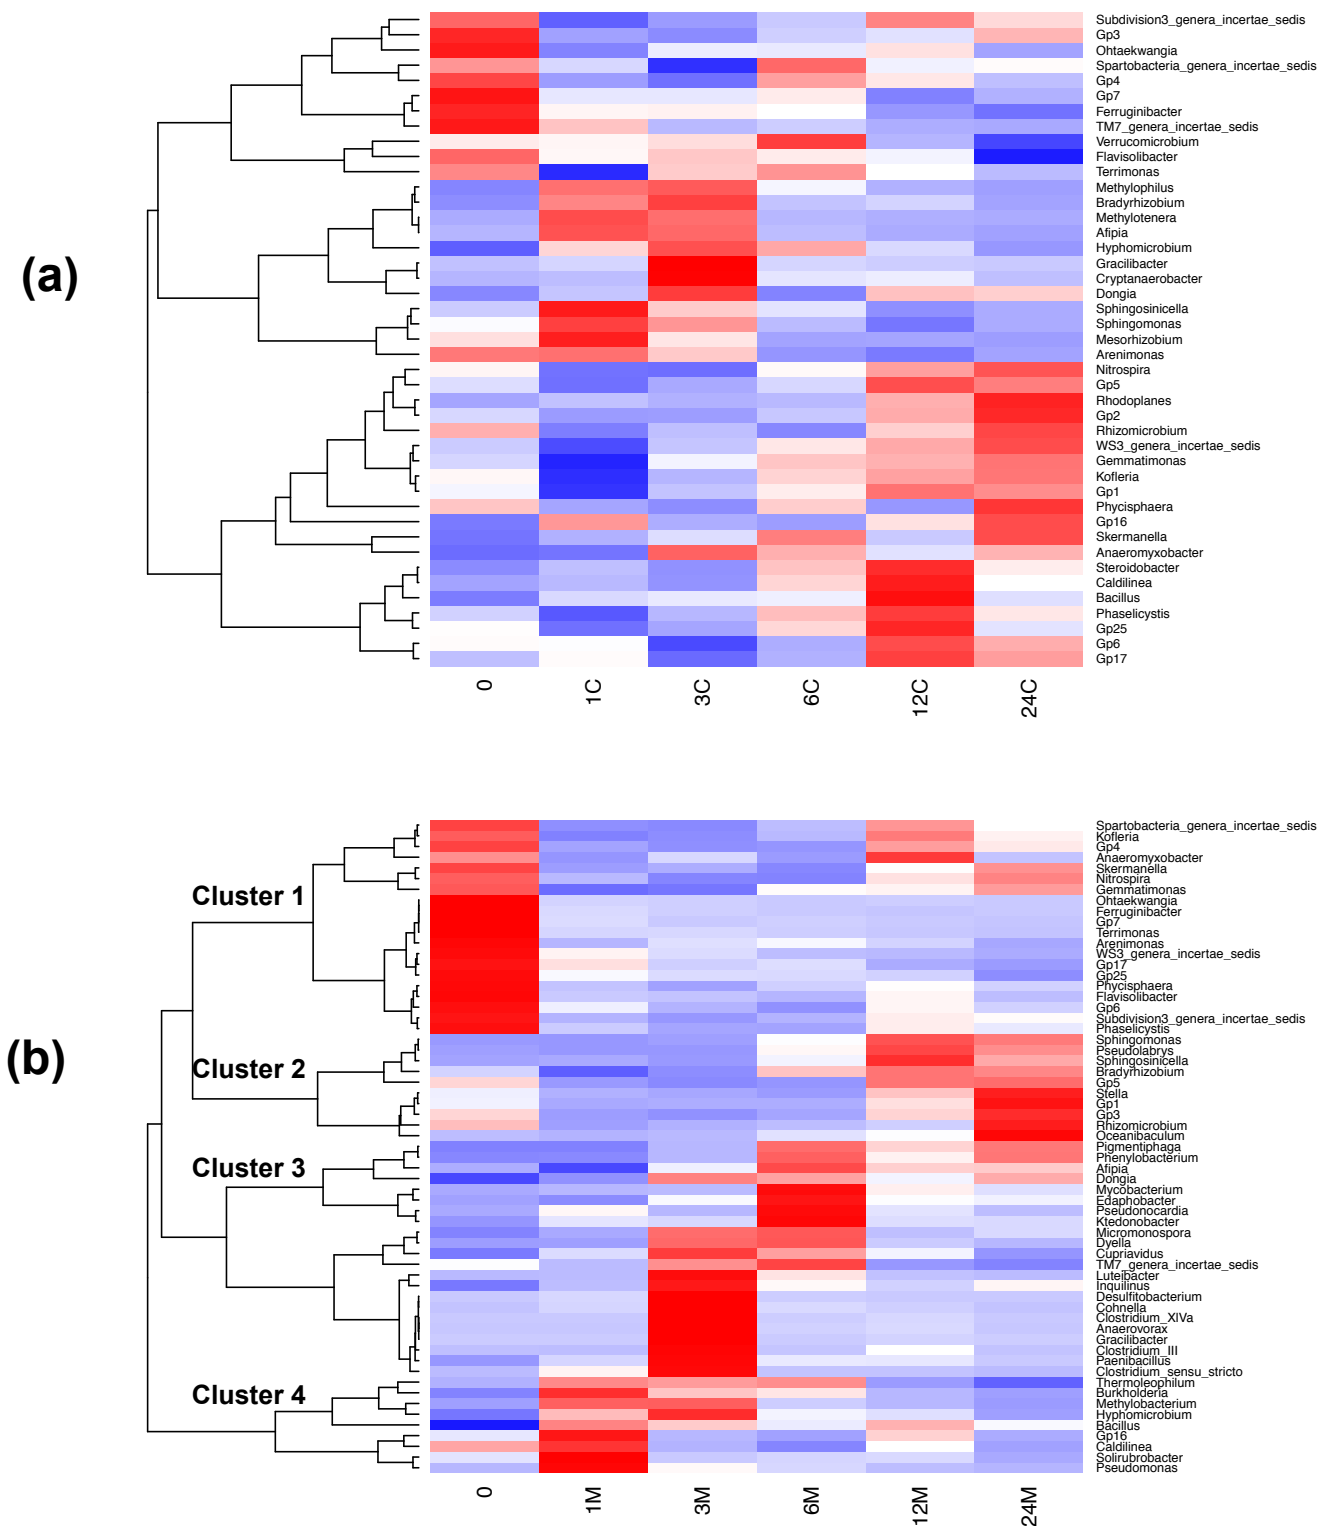 (a)
Subdivision3_genera_incertae_sedis
Gp3
Ohtaekwangia
Spartobacteria_genera_incertae_sedis
Gp4
Gp7
Ferruginibacter
TM7_genera_incertae_sedis
Verrucomicrobium
Flavisolibacter
Terrimonas
Methylophilus
Bradyrhizobium
Methylotenera
Afipia
Hyphomicrobium
Gracilibacter
Cryptanaerobacter
Dongia
Sphingosinicella
Sphingomonas
Mesorhizobium
Arenimonas
Nitrospira
Gp5
Rhodoplanes
Gp2
Rhizomicrobium
WS3_genera_incertae_sedis
Gemmatimonas
Kofleria
Gp1
Phycisphaera
Gp16
Skermanella
Anaeromyxobacter
Steroidobacter
Caldilinea
Bacillus
Phaselicystis
Gp25
Gp6
Gp17
0 1C 3C 6C 12C 24C
(b)
Cluster 1
Cluster 2
Cluster 3
Cluster 4
Spartobacteria_genera_incertae_sedis
Kofleria
Gp4
Anaeromyxobacter
Skermanella
Nitrospira
Gemmatimonas
Ohtaekwangia
Ferruginibacter
Gp7
Terrimonas
Arenimonas
WS3_genera_incertae_sedis
Gp17
Gp25
Phycisphaera
Flavisolibacter
Gp6
Subdivision3_genera_incertae_sedis
Phaselicystis
Sphingomonas
Pseudolabrys
Sphingosinicella
Bradyrhizobium
Gp5
Stella
Gp1
Gp3
Rhizomicrobium
Oceanibaculum
Pigmentiphaga
Phenylobacterium
Afipia
Dongia
Mycobacterium
Edaphobacter
Pseudonocardia
Ktedonobacter
Micromonospora
Dyella
Cupriavidus
TM7_genera_incertae_sedis
Luteibacter
Inquilinus
Desulfitobacterium
Cohnella
Clostridium_XIVa
Anaerovorax
Gracilibacter
Clostridium_III
Paenibacillus
Clostridium_sensu_stricto
Thermoleophilum
Burkholderia
Methylobacterium
Hyphomicrobium
Bacillus
Gp16
Caldilinea
Solirubrobacter
Pseudomonas
0 1M 3M 6M 12M 24M